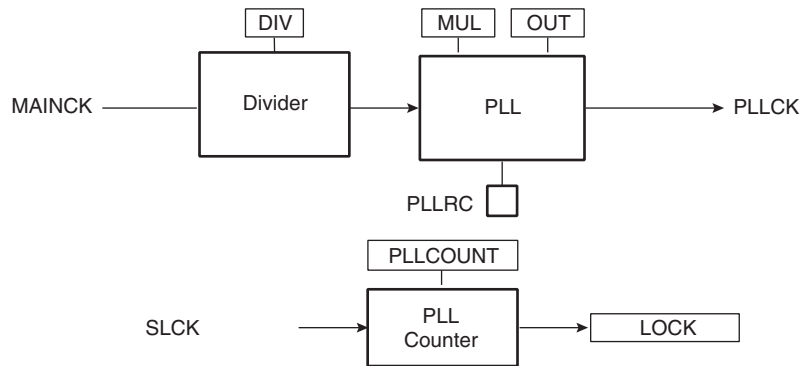 DIV
MUL
OUT
MAINCK
Divider
PLL
PLLCK
PLLRC
PLLCOUNT
SLCK
PLL
Counter
LOCK